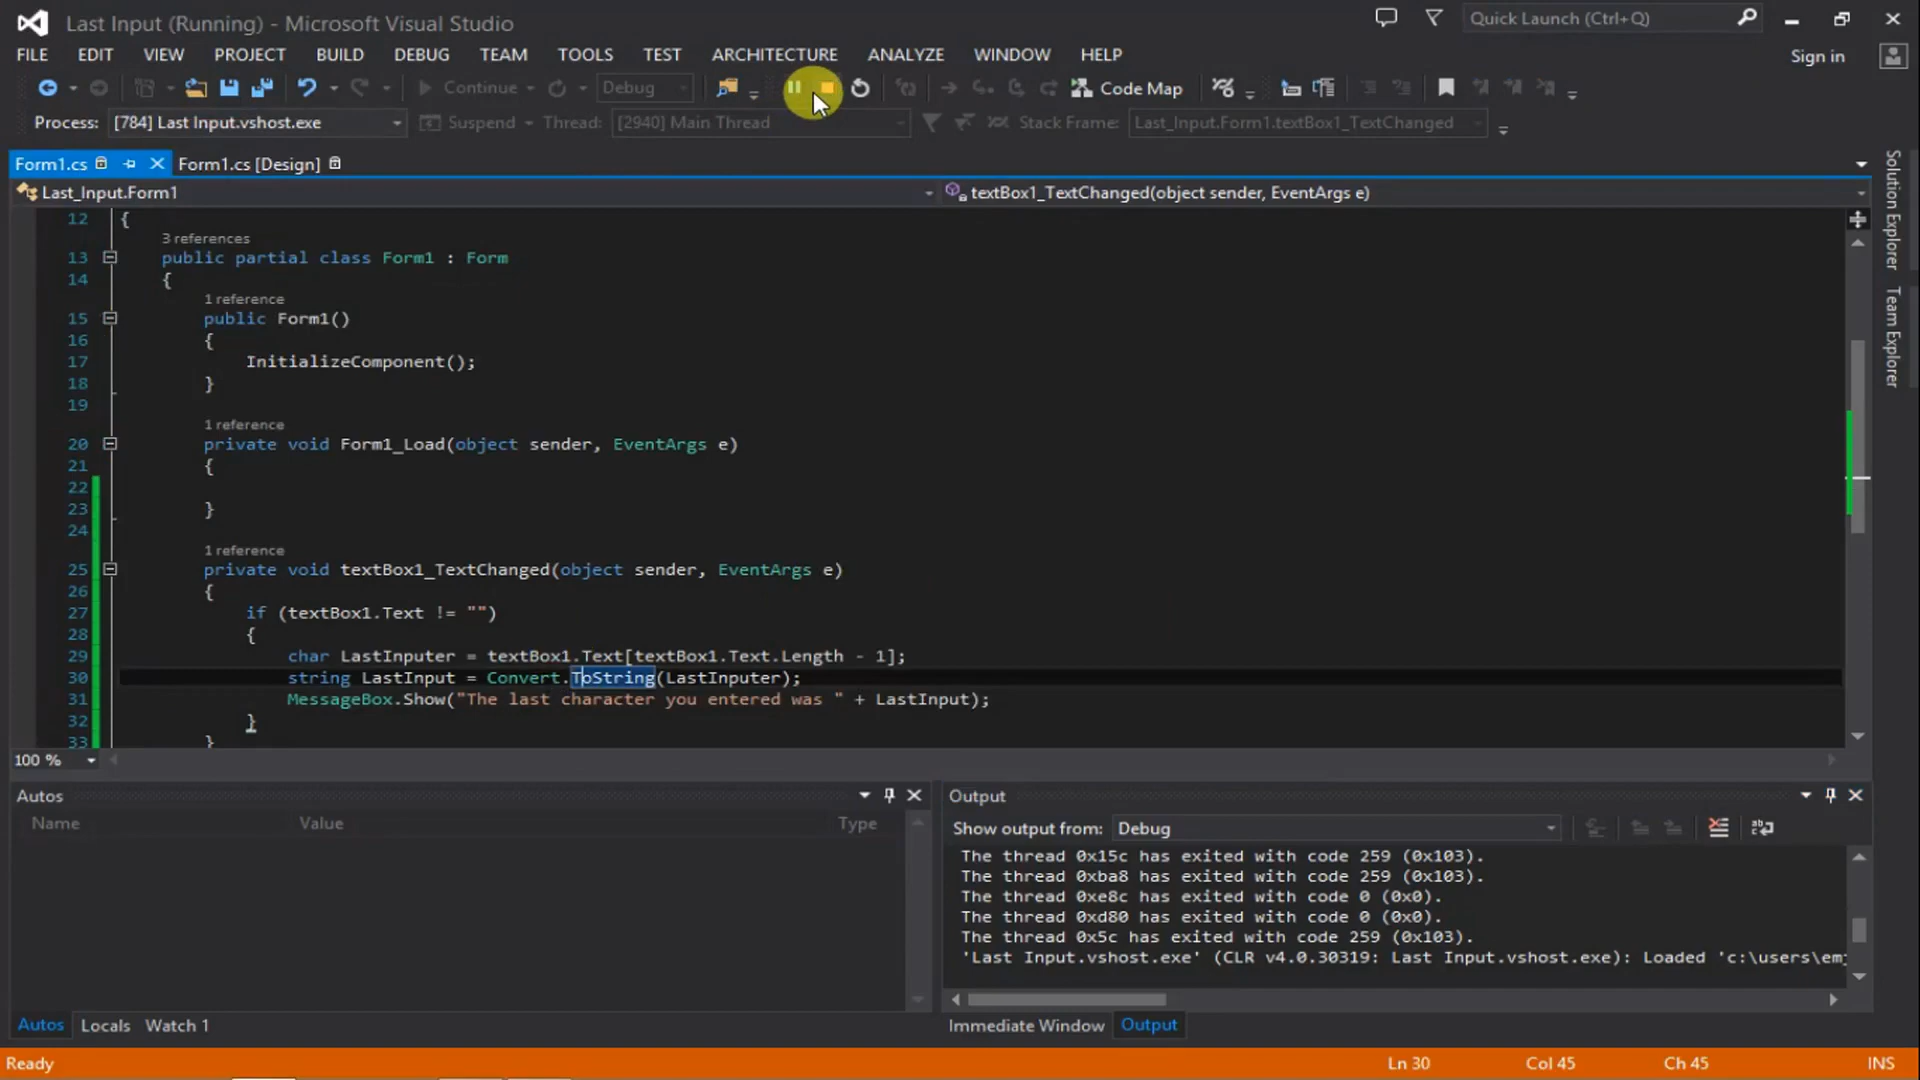 Last Input (Running) - Microsoft Visual Studio
Quick Launch (Ctrl+Q)
FILE EDIT VIEW PROJECT BUILD DEBUG TEAM TOOLS TEST ARCHITECTURE ANALYZE WINDOW HELP
Sign in
Continue Debug Code Map
Process: [784] Last Input.vshost.exe Suspend Thread: [2940] Main Thread Stack Frame: Last_Input.Form1.textBox1_TextChanged
Form1.cs Form1.cs [Design]
Last_Input.Form1 textBox1_TextChanged(object sender, EventArgs e)
Solution Explorer
Team Explorer
12 {
3 references
13 public partial class Form1 : Form
14 {
1 reference
15 public Form1()
16 {
17 InitializeComponent();
18 }
19
1 reference
20 private void Form1_Load(object sender, EventArgs e)
21 {
22
23 }
24
1 reference
25 private void textBox1_TextChanged(object sender, EventArgs e)
26 {
27 if (textBox1.Text != "")
28 {
29 char LastInputer = textBox1.Text[textBox1.Text.Length - 1];
30 string LastInput = Convert.ToString(LastInputer);
31 MessageBox.Show("The last character you entered was " + LastInput);
32 }
33 }
100 %
Autos
Name Value Type
Autos Locals Watch 1
Output
Show output from: Debug
The thread 0x15c has exited with code 259 (0x103).
The thread 0xba8 has exited with code 259 (0x103).
The thread 0xe8c has exited with code 0 (0x0).
The thread 0xd80 has exited with code 0 (0x0).
The thread 0x5c has exited with code 259 (0x103).
'Last Input.vshost.exe' (CLR v4.0.30319: Last Input.vshost.exe): Loaded 'c:\users\em
Immediate Window Output
Ready Ln 30 Col 45 Ch 45 INS